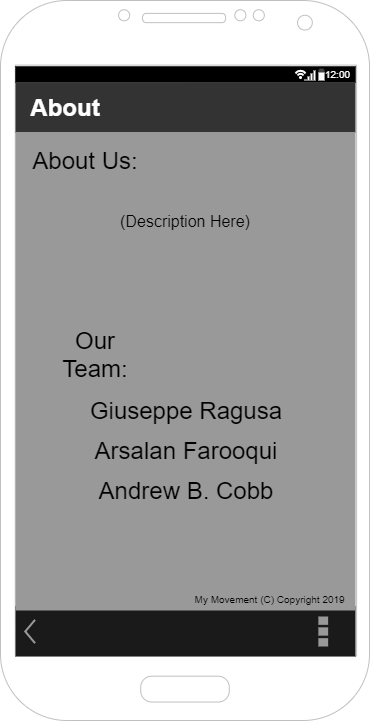 12:00
About
About Us:
(Description Here)
Our
Team:
Giuseppe Ragusa
Arsalan Farooqui
Andrew B. Cobb
My Movement (C) Copyright 2019